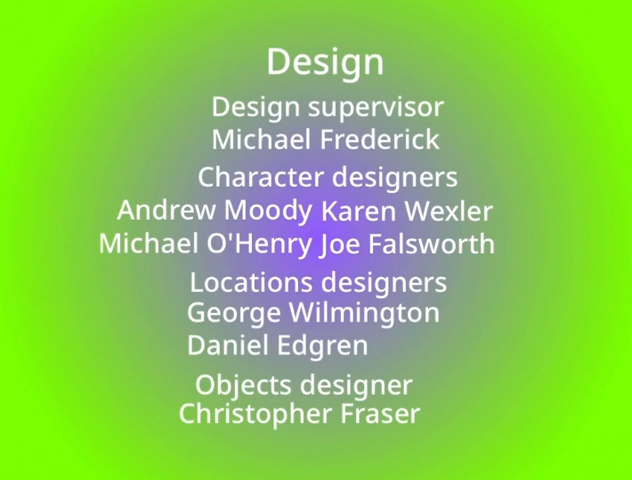 Design
Design supervisor
Michael Frederick
Character designers
Andrew Moody Karen Wexler
Michael O'Henry Joe Falsworth
Locations designers
George Wilmington
Daniel Edgren
Objects designer
Christopher Fraser